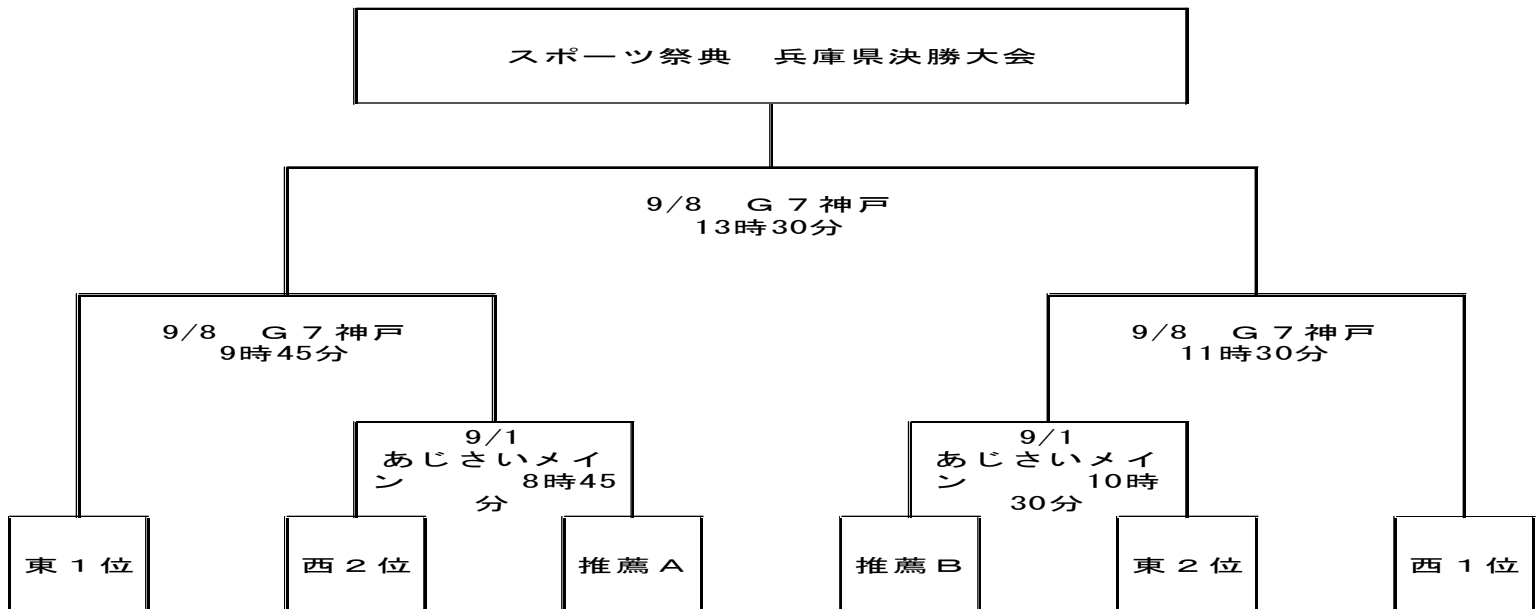 スポーツ祭典　兵庫県決勝大会
9/8　Ｇ７神戸
13時30分
9/8　Ｇ７神戸
9時45分
9/8　Ｇ７神戸
11時30分
9/1
あじさいメイ
ン　　　8時45
分
9/1
あじさいメイ
ン　　　10時
30分
東１位
西２位
推薦Ａ
推薦Ｂ
東２位
西１位